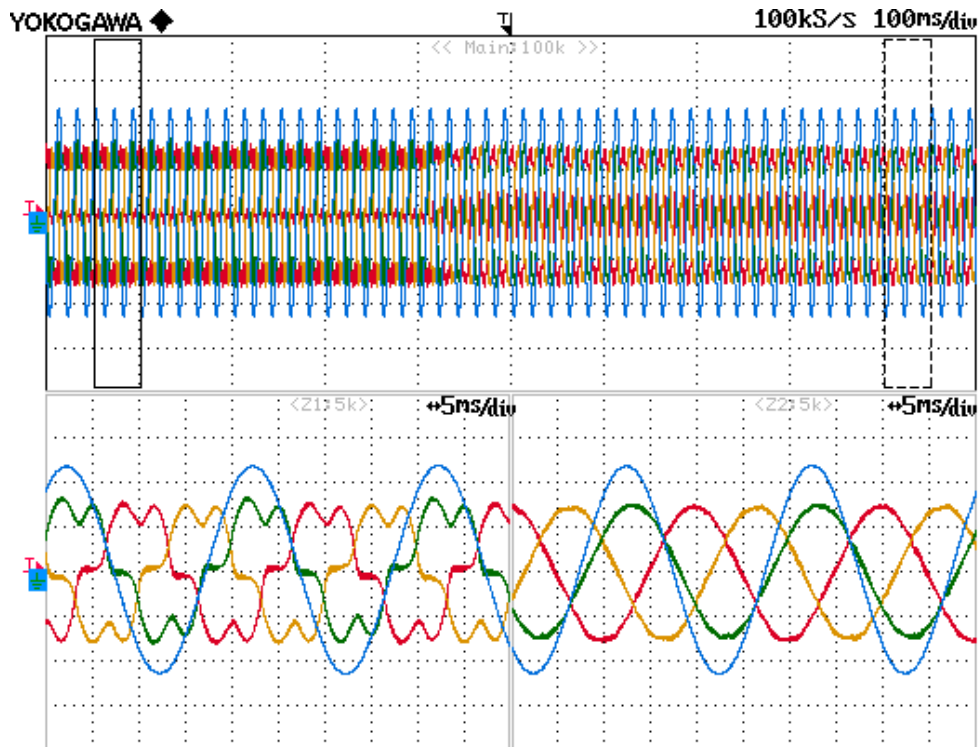 YOKOGAWA ◆ T 100kS/s 100ms/div
<< Main:100k >>
T
<Z1:5k> ↔5ms/div <Z2:5k> ↔5ms/div
T